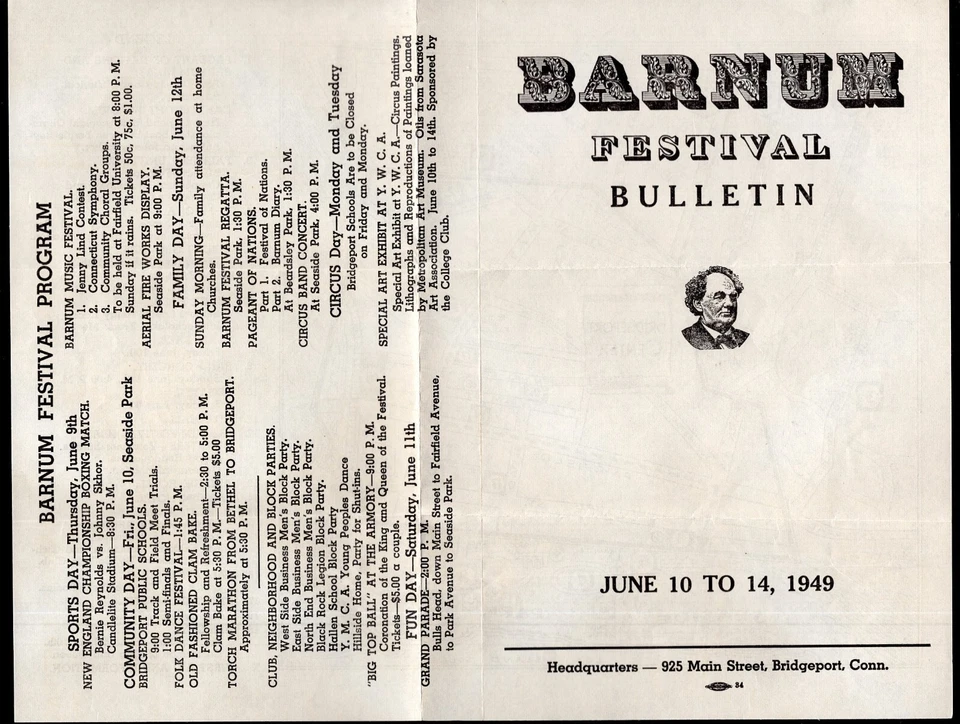 BARNUM FESTIVAL PROGRAM
SPORTS DAY—Thursday, June 9th
NEW ENGLAND CHAMPIONSHIP BOXING MATCH.
Bernie Reynolds vs. Johnny Skhor.
Candlelite Stadium—8:30 P. M.
COMMUNITY DAY—Fri., June 10, Seaside Park
BRIDGEPORT PUBLIC SCHOOLS.
9:00 Track and Field Meet Trials.
1:00 Semi-finals and Finals.
FOLK DANCE FESTIVAL—1:45 P. M.
OLD FASHIONED CLAM BAKE.
Fellowship and Refreshment—2:30 to 5:00 P. M.
Clam Bake at 5:30 P. M.—Tickets $5.00
TORCH MARATHON FROM BETHEL TO BRIDGEPORT.
Approximately at 5:30 P. M.
CLUB, NEIGHBORHOOD AND BLOCK PARTIES.
West Side Business Men's Block Party.
East Side Business Men's Block Party.
North End Business Men's Block Party.
Black Rock Legion Block Party.
Hallen School Block Party
Y. M. C. A. Young Peoples Dance
Hillside Home, Party for Shut-ins.
"BIG TOP BALL" AT THE ARMORY—9:00 P. M.
Coronation of the King and Queen of the Festival.
Tickets—$5.00 a couple.
FUN DAY—Saturday, June 11th
GRAND PARADE—2:00 P. M.
Bulls Head, down Main Street to Fairfield Avenue,
to Park Avenue to Seaside Park.
BARNUM MUSIC FESTIVAL.
1. Jenny Lind Contest.
2. Connecticut Symphony.
3. Community Choral Groups.
To be held at Fairfield University at 8:00 P. M.
Sunday if it rains. Tickets 50c, 75c, $1.00.
AERIAL FIRE WORKS DISPLAY.
Seaside Park at 9:00 P. M.
FAMILY DAY—Sunday, June 12th
SUNDAY MORNING—Family attendance at home
Churches.
BARNUM FESTIVAL REGATTA.
Seaside Park, 1:30 P. M.
PAGEANT OF NATIONS.
Part 1. Festival of Nations.
Part 2. Barnum Diary.
At Beardsley Park, 1:30 P. M.
CIRCUS BAND CONCERT.
At Seaside Park, 4:00 P. M.
CIRCUS Day—Monday and Tuesday
Bridgeport Schools Are to be Closed
on Friday and Monday.
SPECIAL ART EXHIBIT AT Y. W. C. A.
Special Art Exhibit at Y. W. C. A.—Circus Paintings.
Lithographs and Reproductions of Paintings loaned
by Metropolitan Art Museum. Oils from Sarasota
Art Association. June 10th to 14th. Sponsored by
the College Club.
BARNUM
FESTIVAL
BULLETIN
JUNE 10 TO 14, 1949
Headquarters — 925 Main Street, Bridgeport, Conn.
34